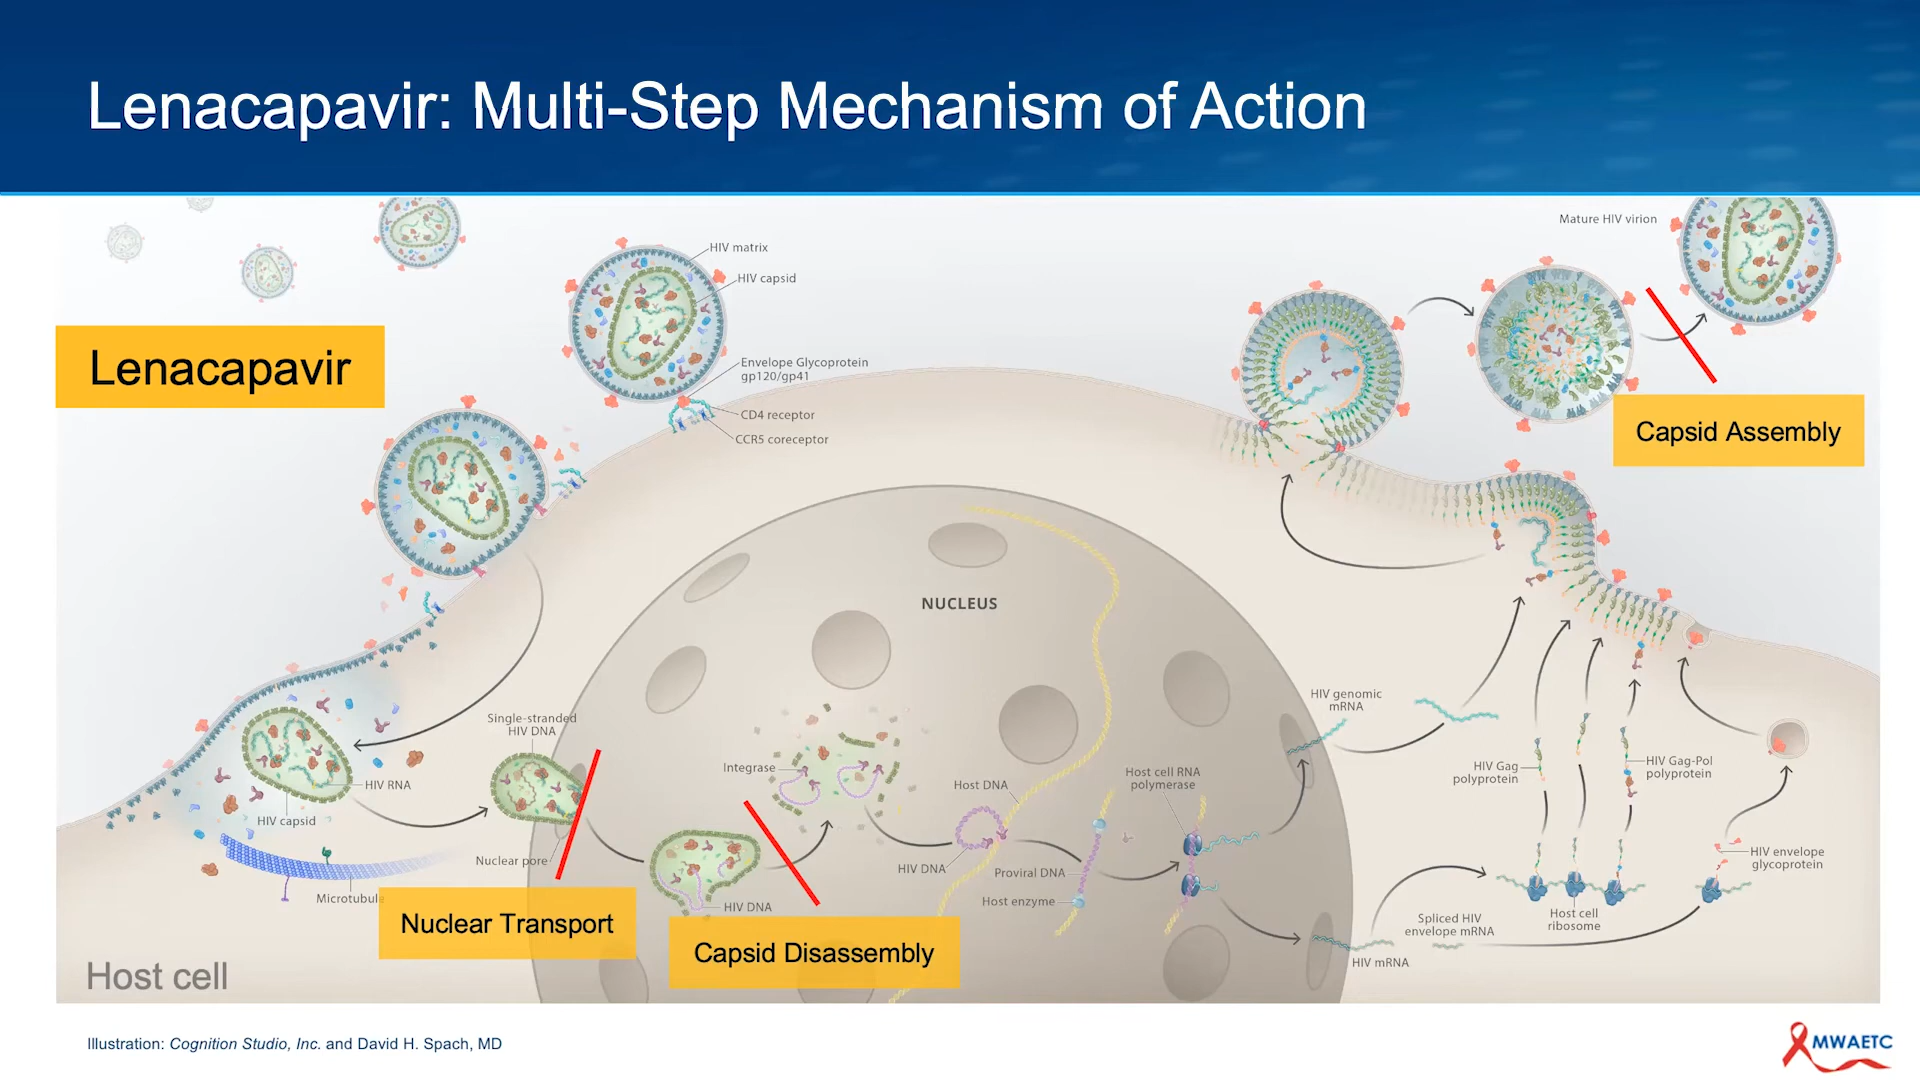 Lenacapavir: Multi-Step Mechanism of Action
Mature HIV virion
HIV matrix
HIV capsid
Lenacapavir
Envelope Glycoprotein
gp120/gp41
CD4 receptor
CCR5 coreceptor
Capsid Assembly
NUCLEUS
HIV genomic
mRNA
Single-stranded
HIV DNA
Integrase
Host DNA
Host cell RNA
polymerase
HIV Gag
polyprotein
HIV Gag-Pol
polyprotein
HIV RNA
HIV capsid
Nuclear pore
HIV DNA
Proviral DNA
Host enzyme
HIV envelope
glycoprotein
Microtubule
HIV DNA
Nuclear Transport
Capsid Disassembly
Spliced HIV
envelope mRNA
Host cell
ribosome
HIV mRNA
Host cell
Illustration: Cognition Studio, Inc. and David H. Spach, MD
MWAETC